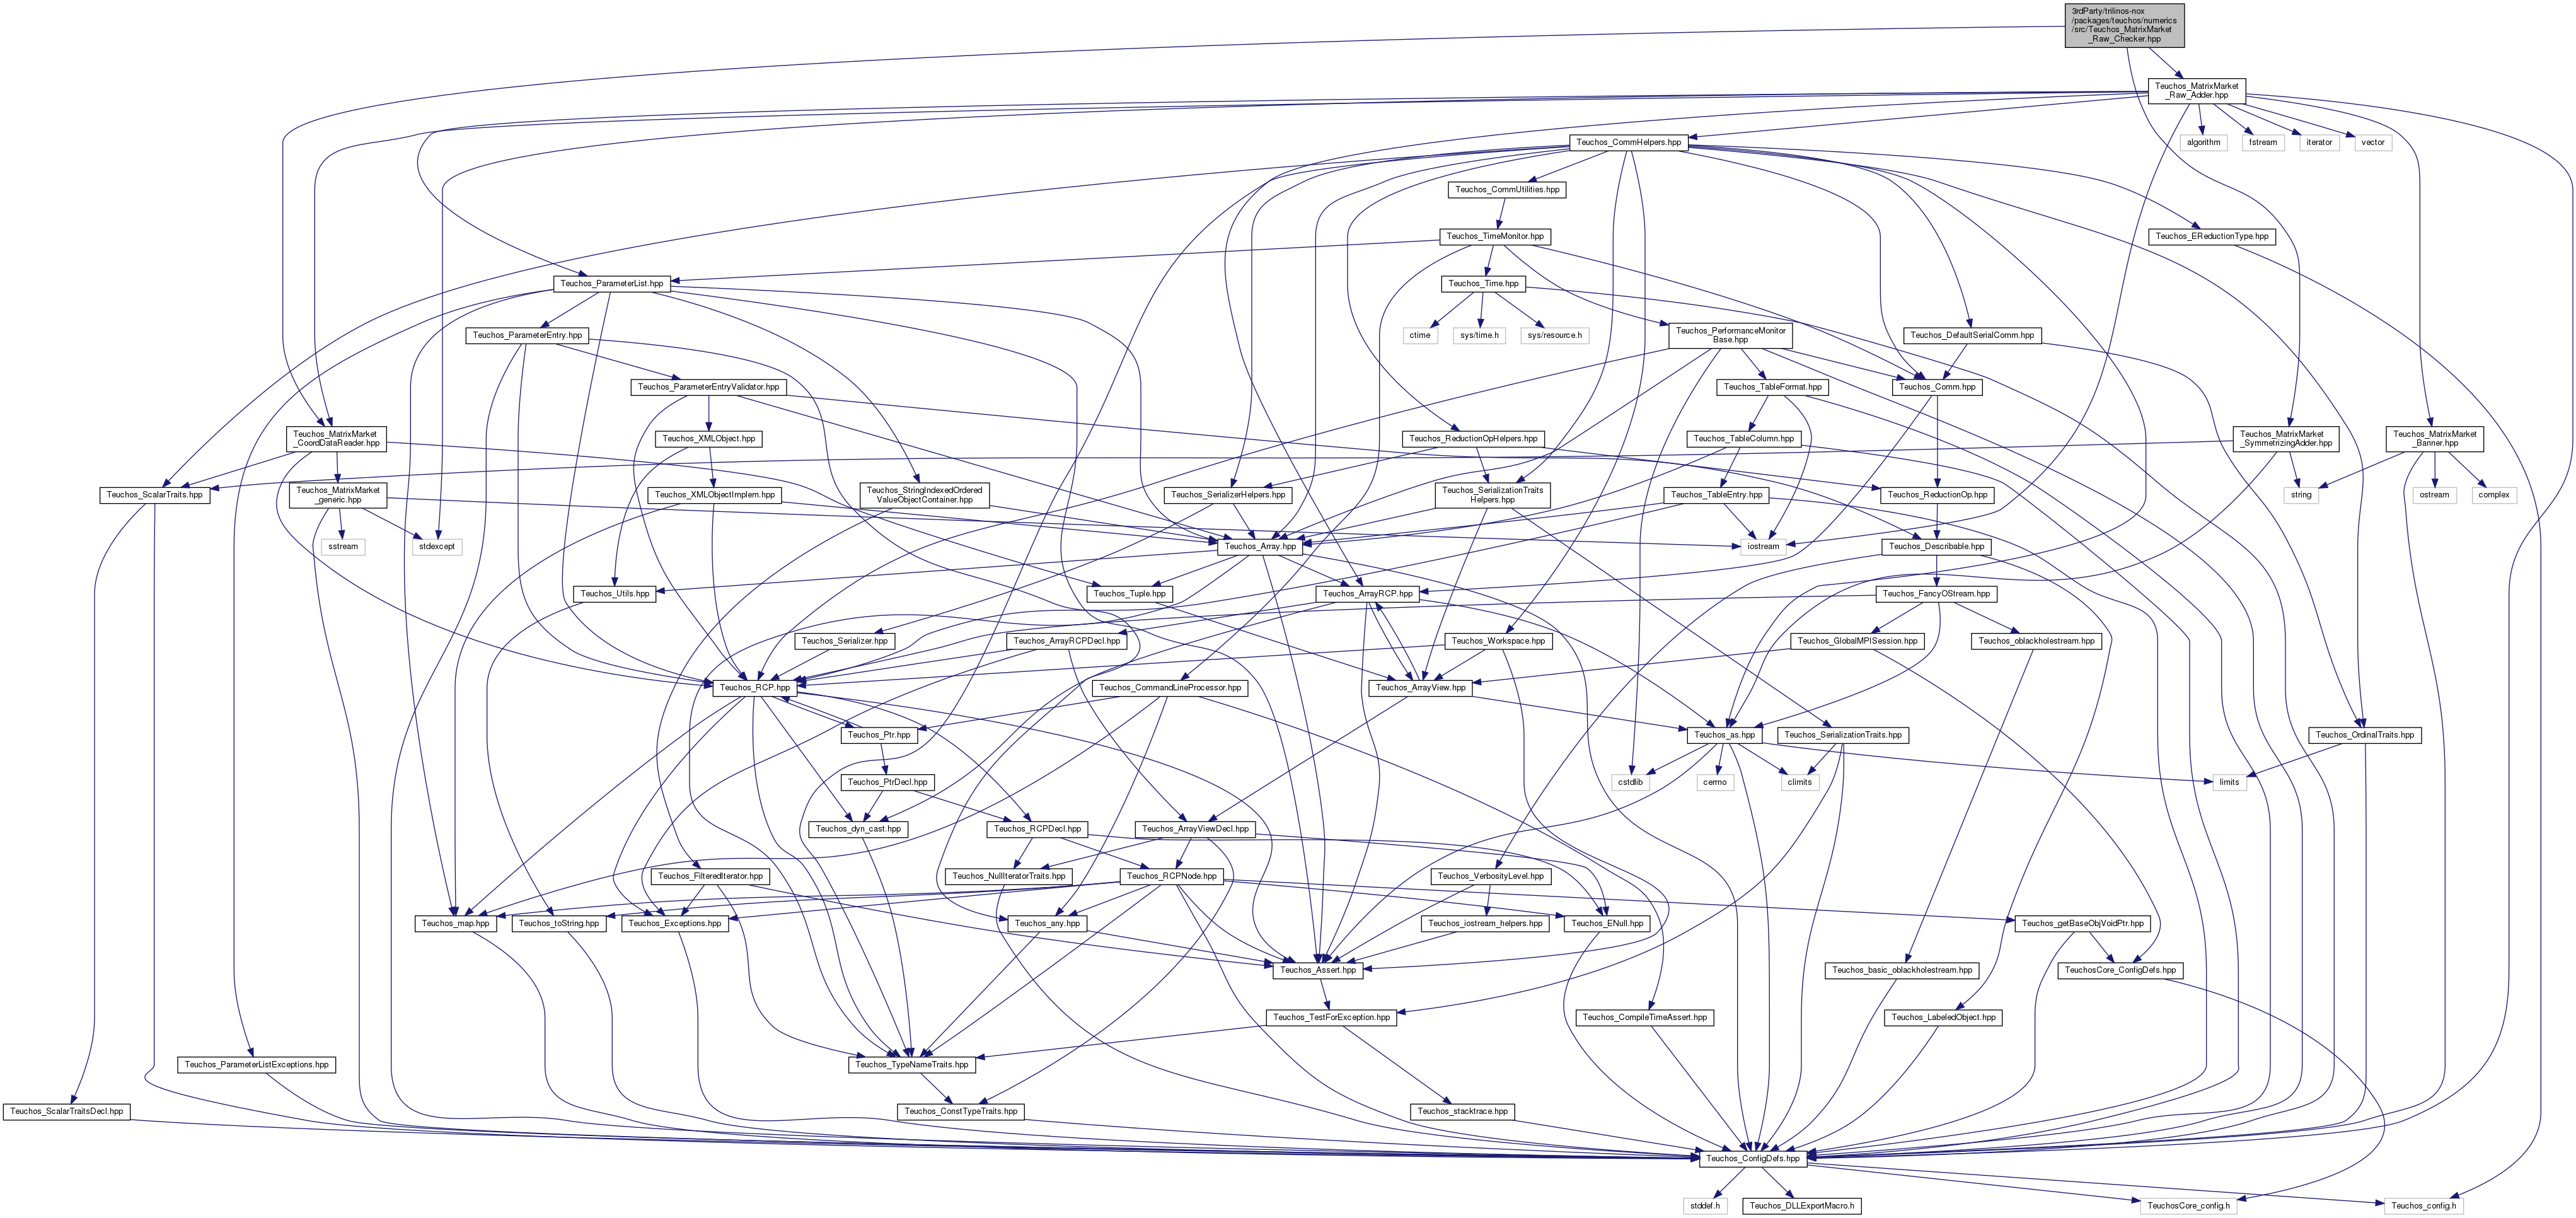 3rdParty/trilinos-nox
/packages/teuchos/numerics
/src/Teuchos_MatrixMarket
_Raw_Checker.hpp
Teuchos_MatrixMarket
_Raw_Adder.hpp
Teuchos_CommHelpers.hpp
algorithm
fstream
iterator
vector
Teuchos_CommUtilities.hpp
Teuchos_TimeMonitor.hpp
Teuchos_EReductionType.hpp
Teuchos_ParameterList.hpp
Teuchos_Time.hpp
Teuchos_ParameterEntry.hpp
ctime
sys/time.h
sys/resource.h
Teuchos_PerformanceMonitor
Base.hpp
Teuchos_DefaultSerialComm.hpp
Teuchos_ParameterEntryValidator.hpp
Teuchos_TableFormat.hpp
Teuchos_Comm.hpp
Teuchos_MatrixMarket
_CoordDataReader.hpp
Teuchos_XMLObject.hpp
Teuchos_ReductionOpHelpers.hpp
Teuchos_TableColumn.hpp
Teuchos_MatrixMarket
_SymmetrizingAdder.hpp
Teuchos_MatrixMarket
_Banner.hpp
Teuchos_ScalarTraits.hpp
Teuchos_MatrixMarket
_generic.hpp
Teuchos_XMLObjectImplem.hpp
Teuchos_StringIndexedOrdered
ValueObjectContainer.hpp
Teuchos_SerializerHelpers.hpp
Teuchos_SerializationTraits
Helpers.hpp
Teuchos_TableEntry.hpp
Teuchos_ReductionOp.hpp
string
ostream
complex
sstream
stdexcept
Teuchos_Array.hpp
iostream
Teuchos_Describable.hpp
Teuchos_Utils.hpp
Teuchos_Tuple.hpp
Teuchos_ArrayRCP.hpp
Teuchos_FancyOStream.hpp
Teuchos_Serializer.hpp
Teuchos_ArrayRCPDecl.hpp
Teuchos_Workspace.hpp
Teuchos_GlobalMPISession.hpp
Teuchos_oblackholestream.hpp
Teuchos_RCP.hpp
Teuchos_CommandLineProcessor.hpp
Teuchos_ArrayView.hpp
Teuchos_Ptr.hpp
Teuchos_as.hpp
Teuchos_SerializationTraits.hpp
Teuchos_OrdinalTraits.hpp
Teuchos_PtrDecl.hpp
cstdlib
cerrno
climits
limits
Teuchos_dyn_cast.hpp
Teuchos_RCPDecl.hpp
Teuchos_ArrayViewDecl.hpp
Teuchos_FilteredIterator.hpp
Teuchos_NullIteratorTraits.hpp
Teuchos_RCPNode.hpp
Teuchos_VerbosityLevel.hpp
Teuchos_map.hpp
Teuchos_toString.hpp
Teuchos_Exceptions.hpp
Teuchos_any.hpp
Teuchos_iostream_helpers.hpp
Teuchos_ENull.hpp
Teuchos_getBaseObjVoidPtr.hpp
Teuchos_Assert.hpp
Teuchos_basic_oblackholestream.hpp
TeuchosCore_ConfigDefs.hpp
Teuchos_TestForException.hpp
Teuchos_CompileTimeAssert.hpp
Teuchos_LabeledObject.hpp
Teuchos_ParameterListExceptions.hpp
Teuchos_TypeNameTraits.hpp
Teuchos_ScalarTraitsDecl.hpp
Teuchos_ConstTypeTraits.hpp
Teuchos_stacktrace.hpp
Teuchos_ConfigDefs.hpp
stddef.h
Teuchos_DLLExportMacro.h
TeuchosCore_config.h
Teuchos_config.h